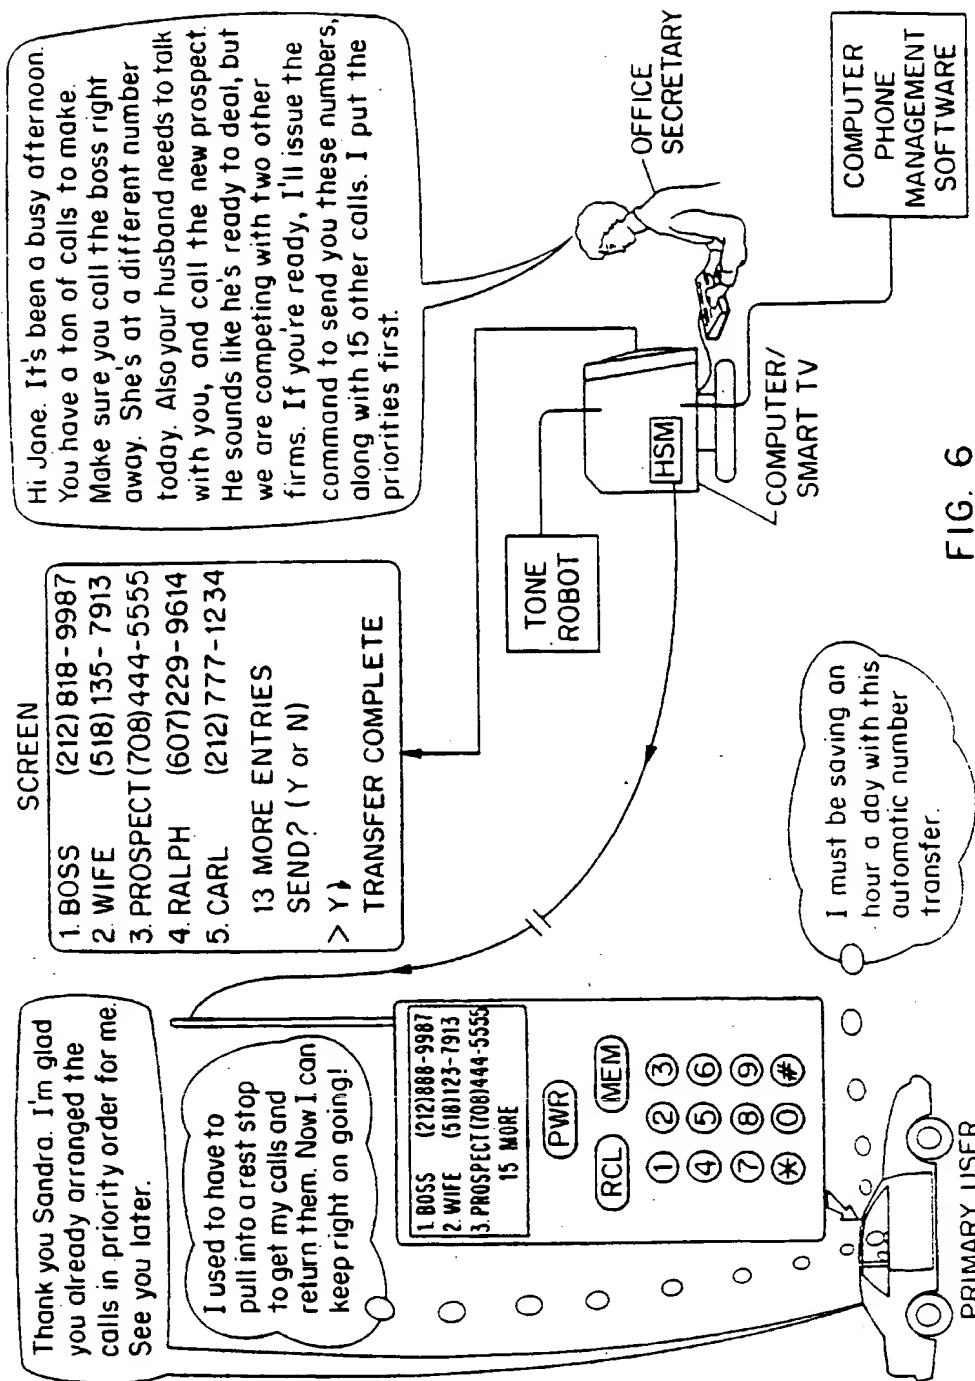 Thank you Sandra. I'm glad
you already arranged the
calls in priority order for me.
See you later.
I used to have to
pull into a rest stop
to get my calls and
return them. Now I can
keep right on going!
1. BOSS (212)888-9987
2. WIFE (518)123-7913
3. PROSPECT(708)444-5555
15 MORE
PWR
RCL MEM
1 2 3
4 5 6
7 8 9
* 0 #
PRIMARY USER
I must be saving an
hour a day with this
automatic number
transfer.
SCREEN
1. BOSS (212)818-9987
2. WIFE (518)135-7913
3. PROSPECT(708)444-5555
4. RALPH (607)229-9614
5. CARL (212)777-1234
13 MORE ENTRIES
SEND? (Y or N)
> Y
TRANSFER COMPLETE
Hi Jane. It's been a busy afternoon.
You have a ton of calls to make.
Make sure you call the boss right
away. She's at a different number
today. Also your husband needs to talk
with you, and call the new prospect.
He sounds like he's ready to deal, but
we are competing with two other
firms. If you're ready, I'll issue the
command to send you these numbers,
along with 15 other calls. I put the
priorities first.
TONE
ROBOT
HSM
COMPUTER/
SMART TV
OFFICE
SECRETARY
COMPUTER
PHONE
MANAGEMENT
SOFTWARE
FIG. 6